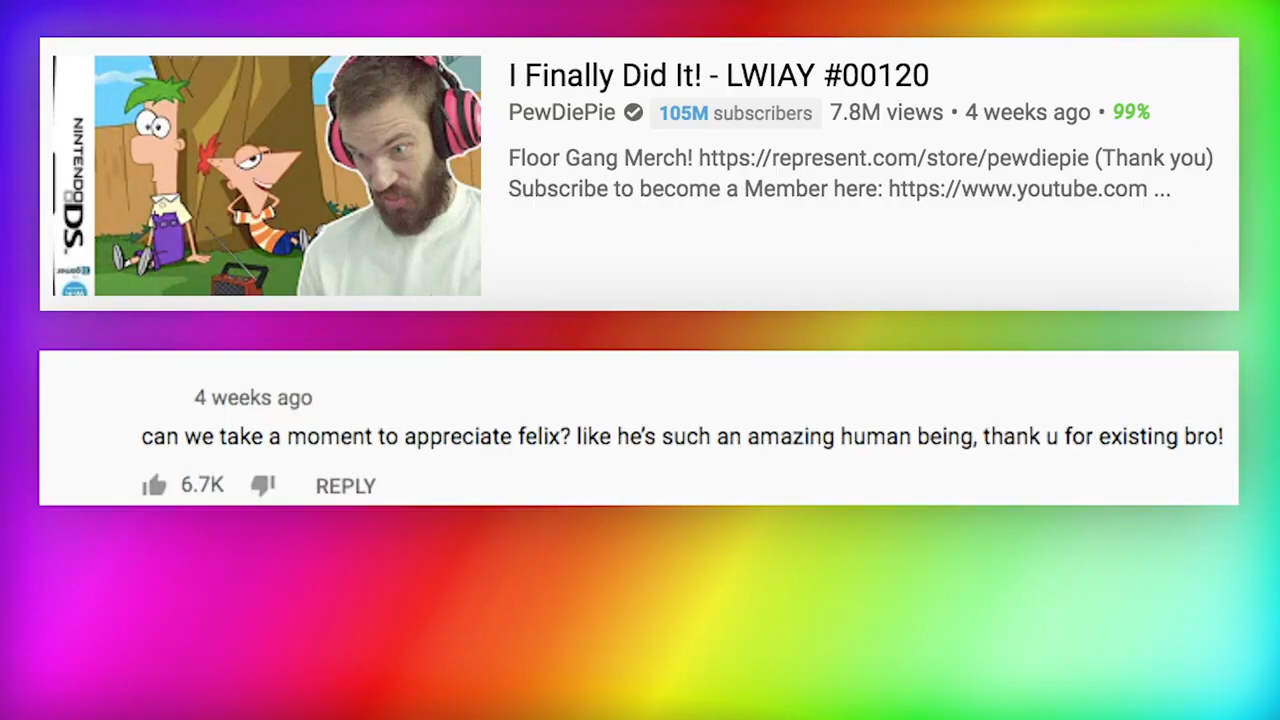 NINTENDO DS
I Finally Did It! - LWIAY #00120
PewDiePie 105M subscribers 7.8M views • 4 weeks ago • 99%
Floor Gang Merch! https://represent.com/store/pewdiepie (Thank you)
Subscribe to become a Member here: https://www.youtube.com ...
4 weeks ago
can we take a moment to appreciate felix? like he's such an amazing human being, thank u for existing bro!
6.7K REPLY